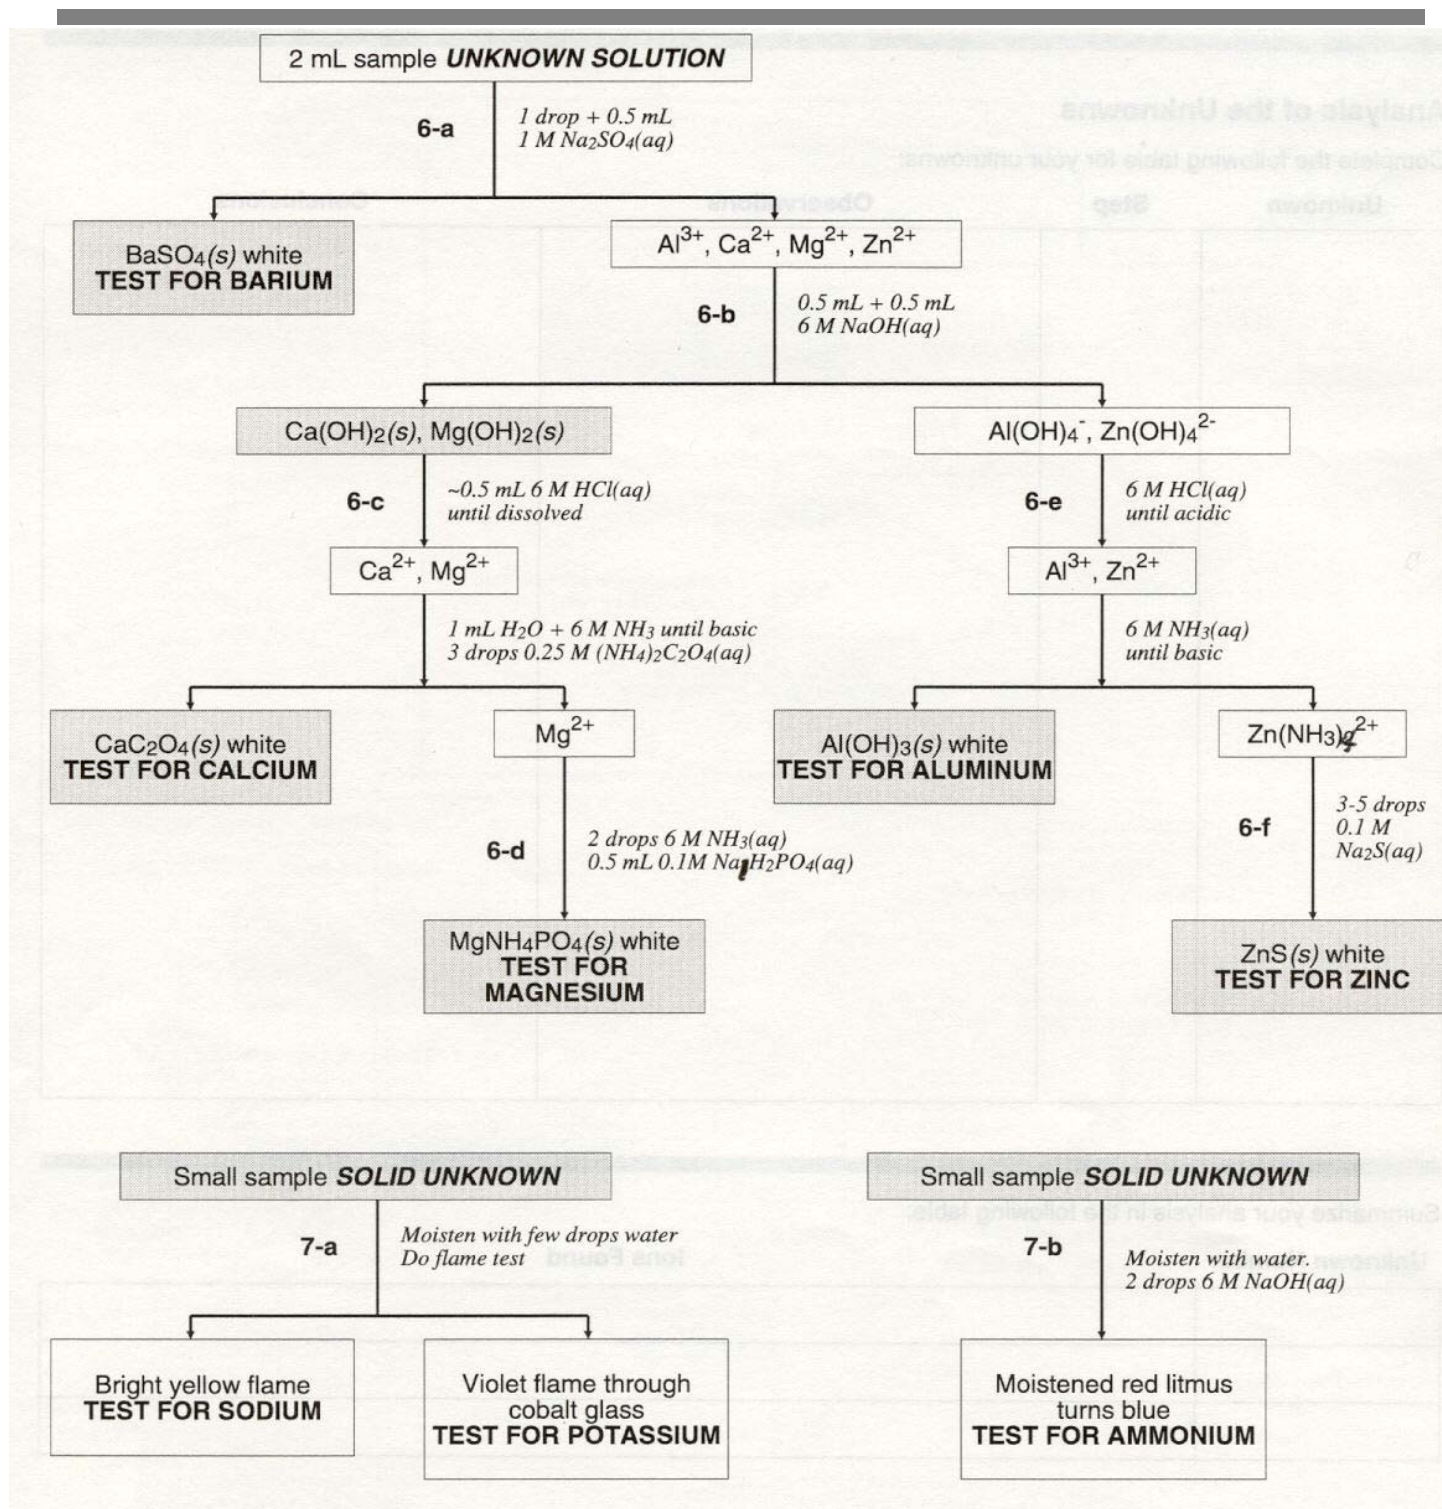 2 mL sample UNKNOWN SOLUTION
6-a
1 drop + 0.5 mL
1 M Na2SO4(aq)
BaSO4(s) white
TEST FOR BARIUM
Al3+, Ca2+, Mg2+, Zn2+
6-b
0.5 mL + 0.5 mL
6 M NaOH(aq)
Ca(OH)2(s), Mg(OH)2(s)
Al(OH)4-, Zn(OH)42-
6-c
~0.5 mL 6 M HCl(aq)
until dissolved
6-e
6 M HCl(aq)
until acidic
Ca2+, Mg2+
Al3+, Zn2+
1 mL H2O + 6 M NH3 until basic
3 drops 0.25 M (NH4)2C2O4(aq)
6 M NH3(aq)
until basic
CaC2O4(s) white
TEST FOR CALCIUM
Mg2+
Al(OH)3(s) white
TEST FOR ALUMINUM
Zn(NH3)42+
6-d
2 drops 6 M NH3(aq)
0.5 mL 0.1M NaH2PO4(aq)
6-f
3-5 drops
0.1 M
Na2S(aq)
MgNH4PO4(s) white
TEST FOR
MAGNESIUM
ZnS(s) white
TEST FOR ZINC
Small sample SOLID UNKNOWN
7-a
Moisten with few drops water
Do flame test
Small sample SOLID UNKNOWN
7-b
Moisten with water.
2 drops 6 M NaOH(aq)
Bright yellow flame
TEST FOR SODIUM
Violet flame through
cobalt glass
TEST FOR POTASSIUM
Moistened red litmus
turns blue
TEST FOR AMMONIUM